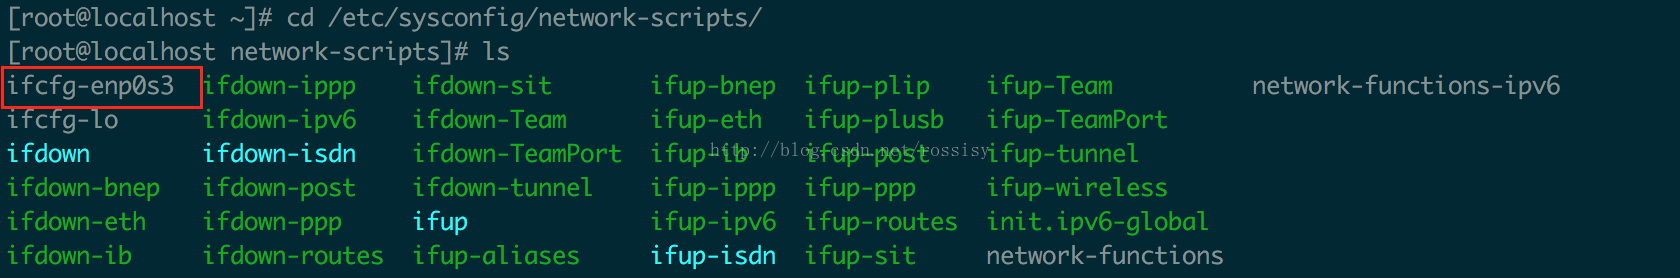 [root@localhost ~]# cd /etc/sysconfig/network-scripts/
[root@localhost network-scripts]# ls
ifcfg-enp0s3 ifdown-ippp ifdown-sit ifup-bnep ifup-plip ifup-Team network-functions-ipv6
ifcfg-lo ifdown-ipv6 ifdown-Team ifup-eth ifup-plusb ifup-TeamPort
ifdown ifdown-isdn ifdown-TeamPort ifup-ib ifup-post ifup-tunnel
http://blog.csdn.net/rossisy
ifdown-bnep ifdown-post ifdown-tunnel ifup-ippp ifup-ppp ifup-wireless
ifdown-eth ifdown-ppp ifup ifup-ipv6 ifup-routes init.ipv6-global
ifdown-ib ifdown-routes ifup-aliases ifup-isdn ifup-sit network-functions